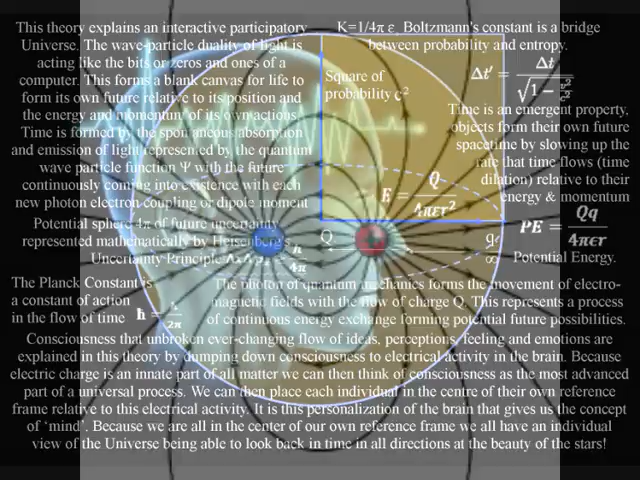 This theory explains an interactive participatory
Universe. The wave-particle duality of light is
acting like the bits or zeros and ones of a
computer. This forms a blank canvas for life to
form its own future relative to its position and
the energy and momentum of its own actions.
Time is formed by the spontaneous absorption
and emission of light represented by the quantum
wave particle function Ψ with the future
continuously coming into existence with each
new photon electron coupling or dipole moment
Potential sphere 4π of future uncertainty
represented mathematically by Heisenberg's
Uncertainty Principle
The Planck Constant is
a constant of action
in the flow of time ħ = h/2π
K=1/4π ε. Boltzmann's constant is a bridge
between probability and entropy.
Square of
probability c²
Δt′ = Δt / √(1 − v²/c²)
Time is an emergent property,
objects form their own future
spacetime by slowing up the
rate that time flows (time
dilation) relative to their
energy & momentum
E = Q / 4πεr²
PE = Qq / 4πεr
Potential Energy.
Q
∞
The photon of quantum mechanics forms the movement of electro-
magnetic fields with the flow of charge Q. This represents a process
of continuous energy exchange forming potential future possibilities.
Consciousness that unbroken ever-changing flow of ideas, perceptions, feeling and emotions are
explained in this theory by dumping down consciousness to electrical activity in the brain. Because
electric charge is an innate part of all matter we can then think of consciousness as the most advanced
part of a universal process. We can then place each individual in the centre of their own reference
frame relative to this electrical activity. It is this personalization of the brain that gives us the concept
of ‘mind’. Because we are all in the center of our own reference frame we all have an individual
view of the Universe being able to look back in time in all directions at the beauty of the stars!